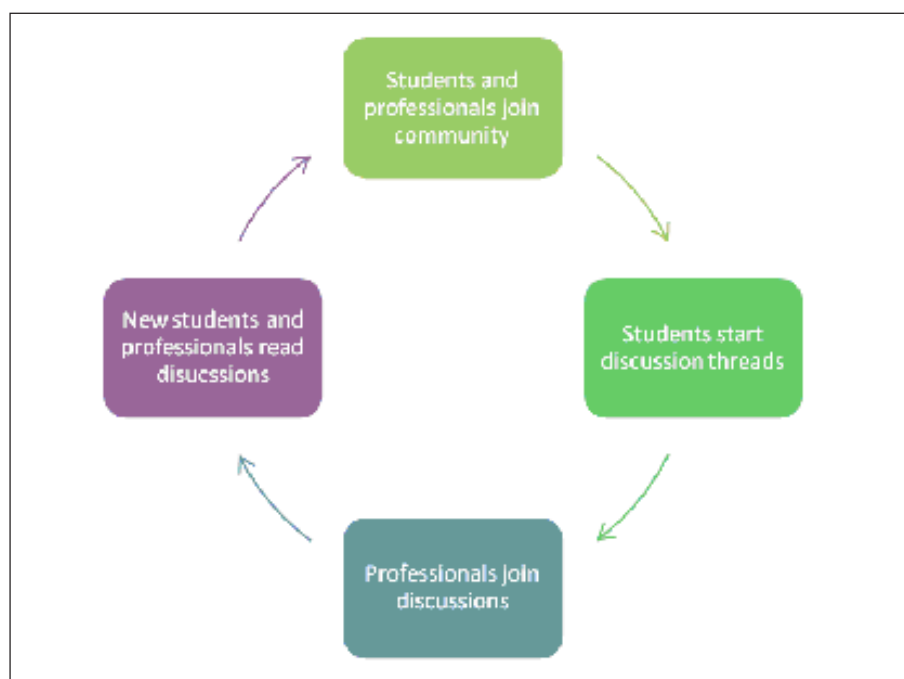 Students and
professionals join
community
Students start
discussion threads
Professionals join
discussions
New students and
professionals read
disucssions